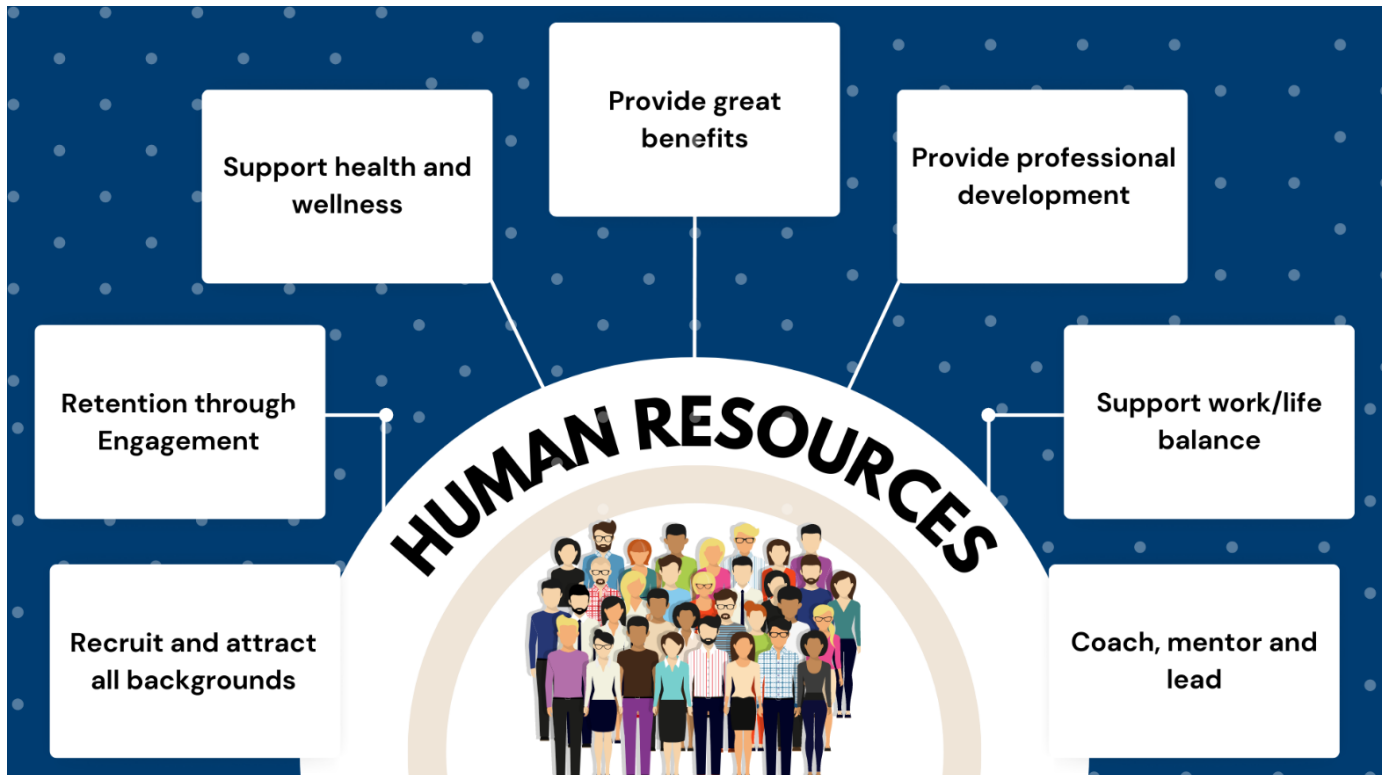 Provide great
benefits
Support health and
wellness
Provide professional
development
Retention through
Engagement
Support work/life
balance
HUMAN RESOURCES
Recruit and attract
all backgrounds
Coach, mentor and
lead